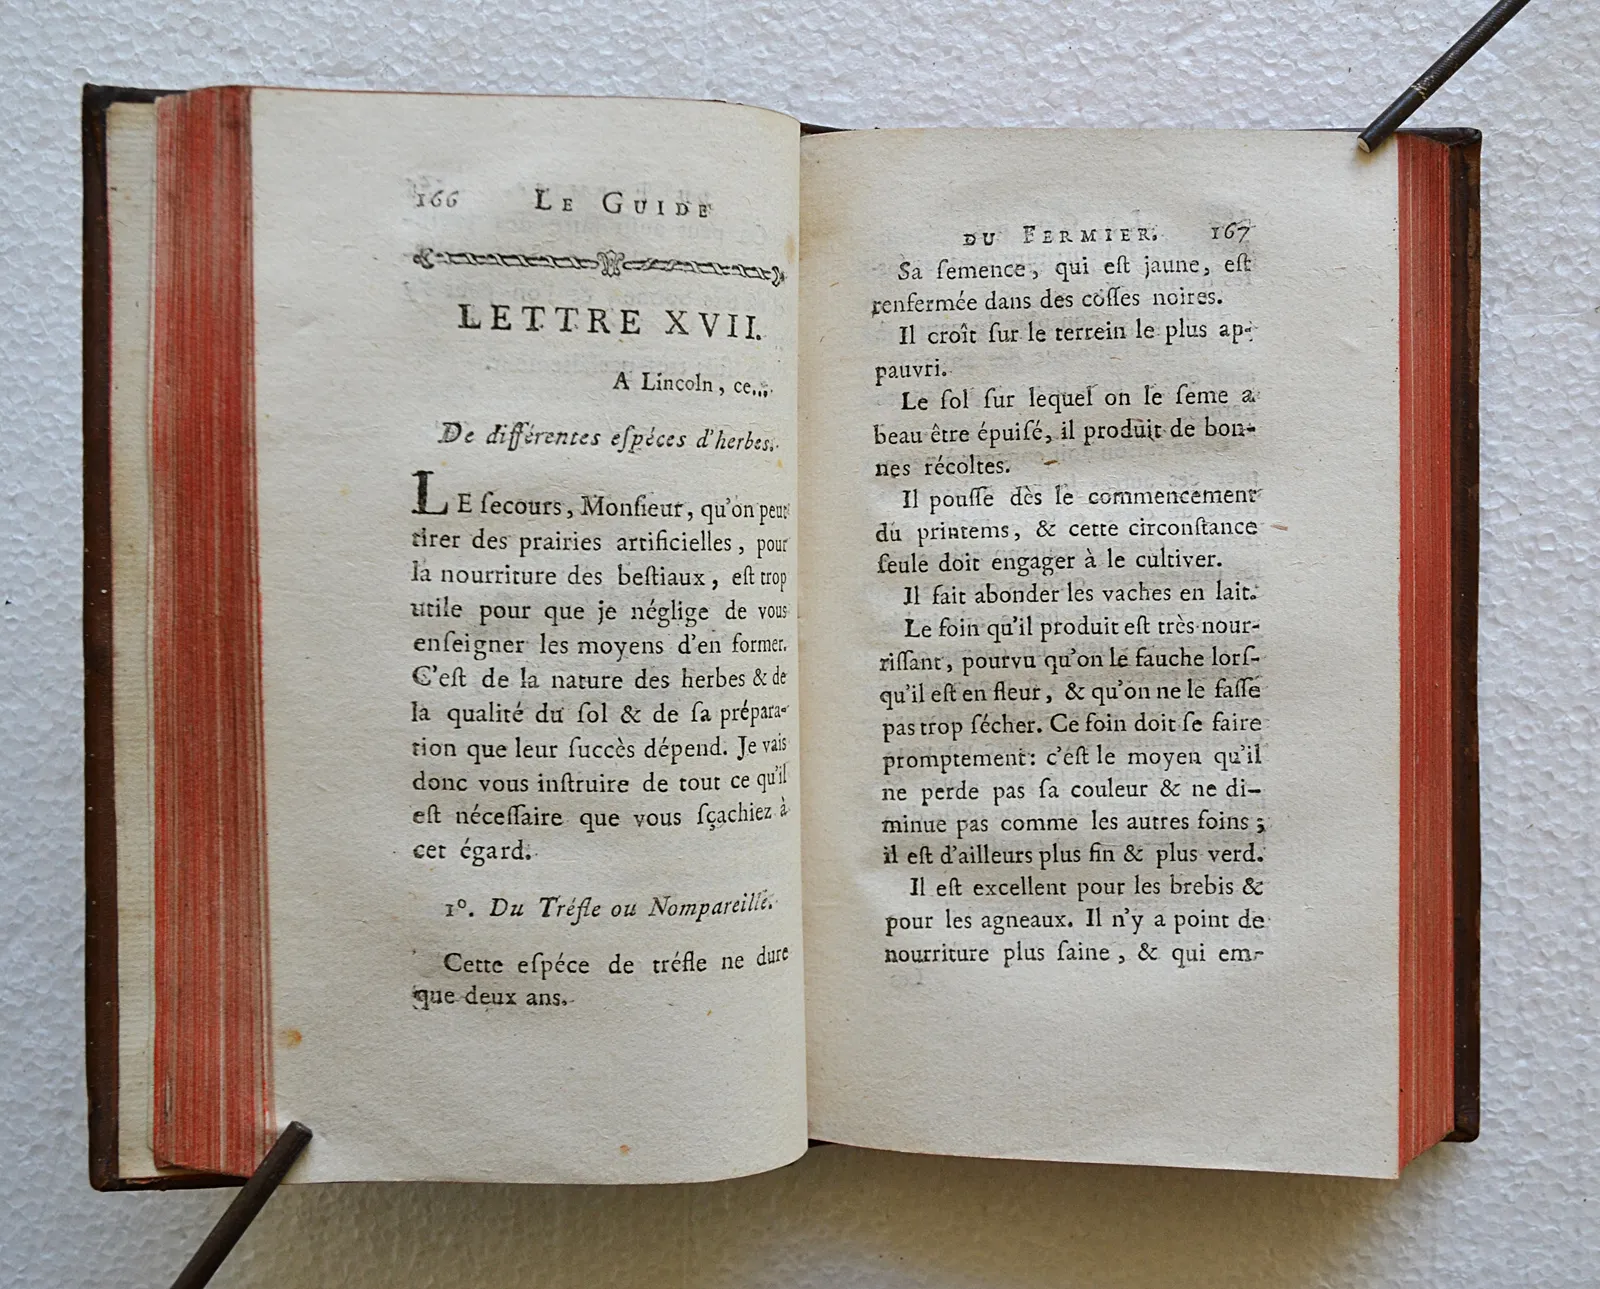 166 LE GUIDE
LETTRE XVII.
A Lincoln, ce...
De différentes eſpéces d'herbes.
LE ſecours, Monſieur, qu'on peut
tirer des prairies artificielles, pour
la nourriture des beſtiaux, eſt trop
utile pour que je néglige de vous
enſeigner les moyens d'en former.
C'eſt de la nature des herbes & de
la qualité du ſol & de ſa prépara-
tion que leur ſuccès dépend. Je vais
donc vous inſtruire de tout ce qu'il
eſt néceſſaire que vous ſçachiez à
cet égard.
1°. Du Tréfle ou Nompareille.
Cette eſpéce de tréfle ne dure
que deux ans.
DU FERMIER. 167
Sa ſemence, qui eſt jaune, eſt
renfermée dans des coſſes noires.
Il croît ſur le terrein le plus ap-
pauvri.
Le ſol ſur lequel on le ſeme a
beau être épuiſé, il produit de bon-
nes récoltes.
Il pouſſe dès le commencement
du printems, & cette circonſtance
ſeule doit engager à le cultiver.
Il fait abonder les vaches en lait.
Le foin qu'il produit eſt très-nour-
riſſant, pourvu qu'on le fauche lorſ-
qu'il eſt en fleur, & qu'on ne le faſſe
pas trop ſécher. Ce foin doit ſe faire
promptement: c'eſt le moyen qu'il
ne perde pas ſa couleur & ne di-
minue pas comme les autres foins;
il eſt d'ailleurs plus fin & plus verd.
Il eſt excellent pour les brebis &
pour les agneaux. Il n'y a point de
nourriture plus ſaine, & qui em-